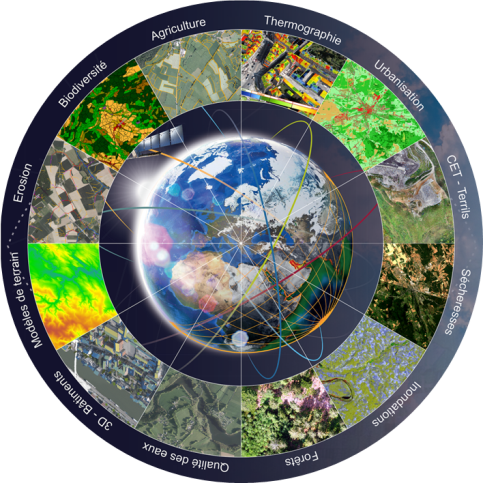 Thermographie
Urbanisation
CET - Terrils
Sécheresses
Inondations
Forêts
Qualité des eaux
3D - Bâtiments
Modèles de terrain
Erosion
Biodiversité
Agriculture